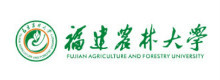 福建农林大学
FUJIAN AGRICULTURE AND FORESTRY UNIVERSITY